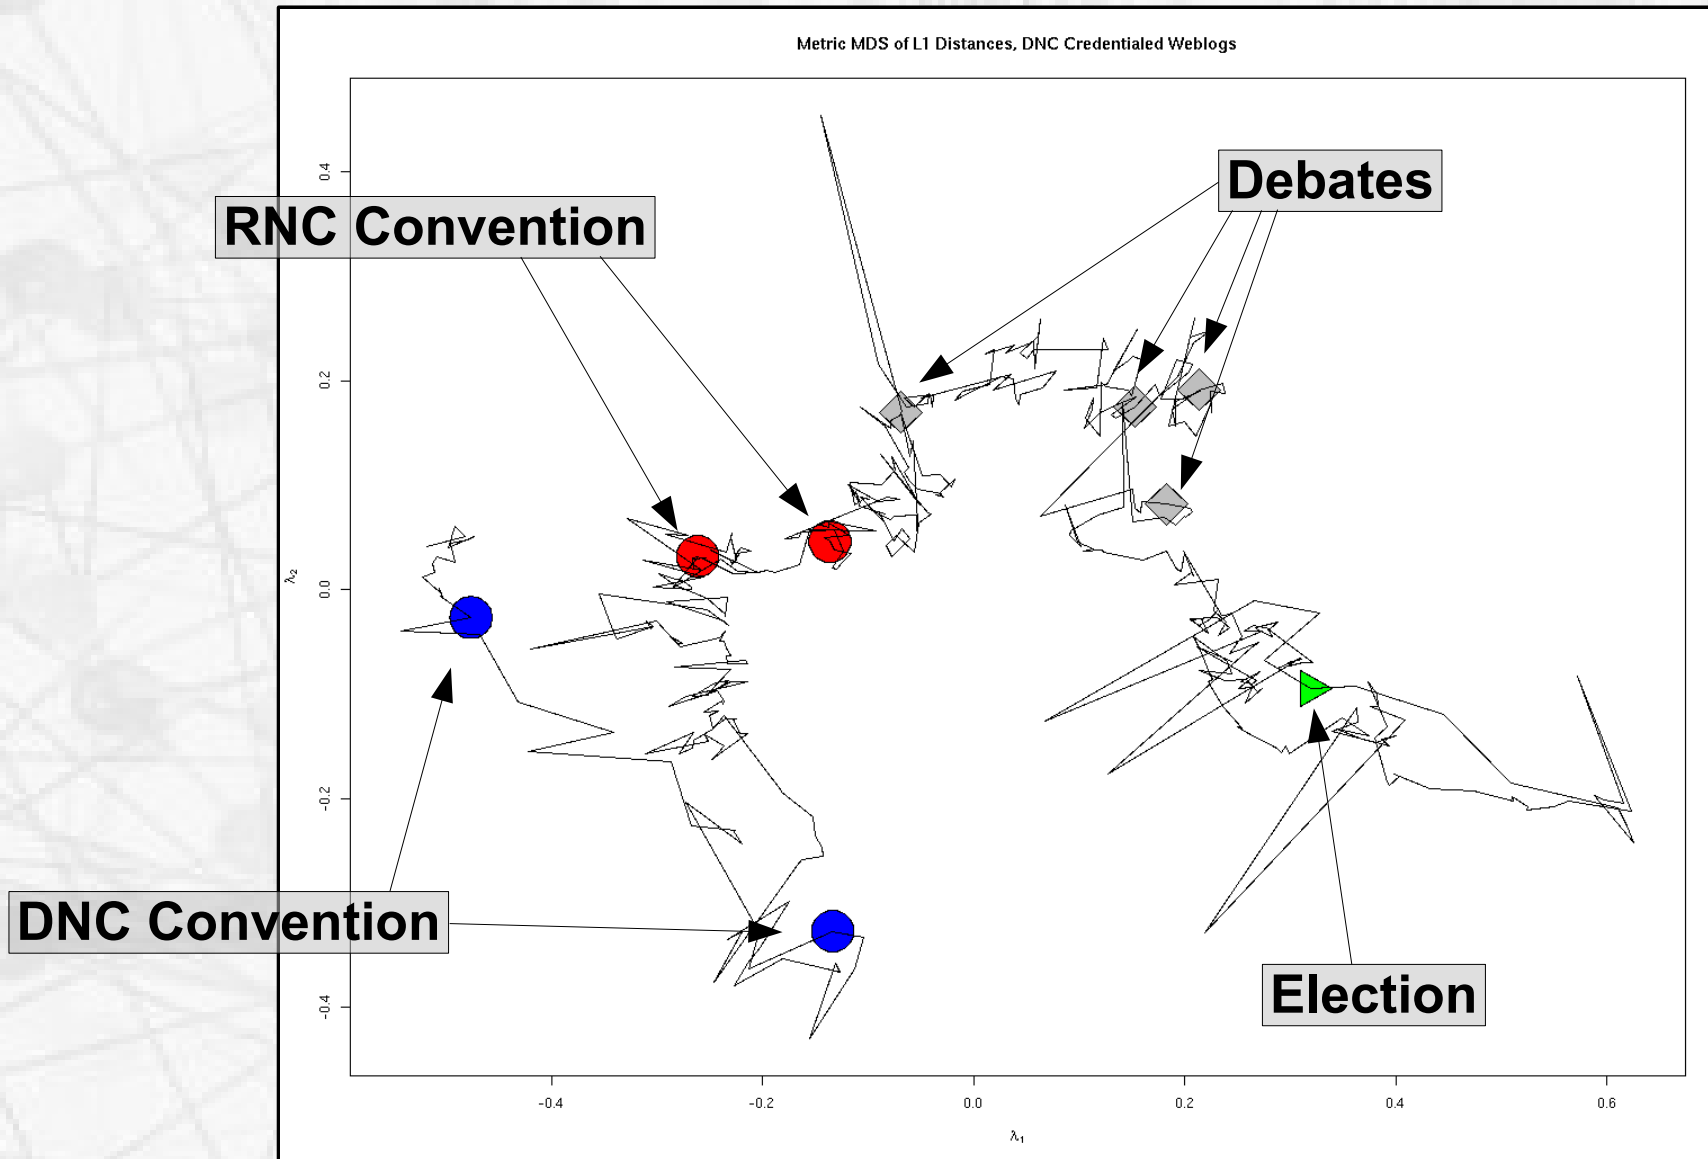 Metric MDS of L1 Distances, DNC Credentialed Weblogs
Debates
RNC Convention
DNC Convention
Election
0.4
0.2
0.0
-0.2
-0.4
λ₂
-0.4
-0.2
0.0
0.2
0.4
0.6
λ₁